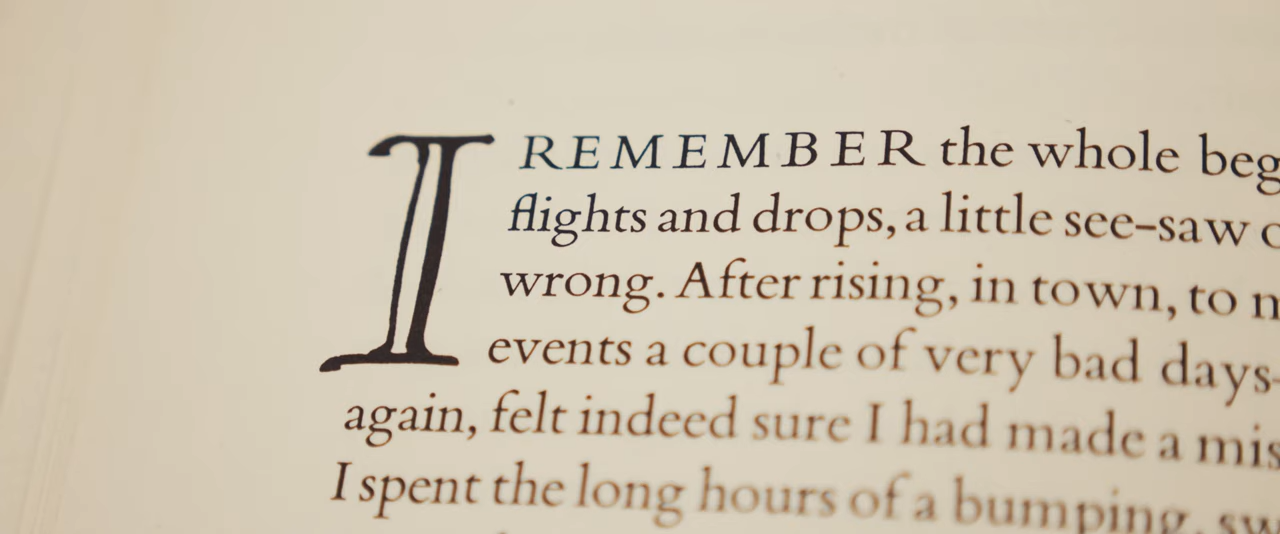 I REMEMBER the whole beg
flights and drops, a little see-saw
wrong. After rising, in town, to
events a couple of very bad days-
again, felt indeed sure I had made a mis
I spent the long hours of a bumping, sw